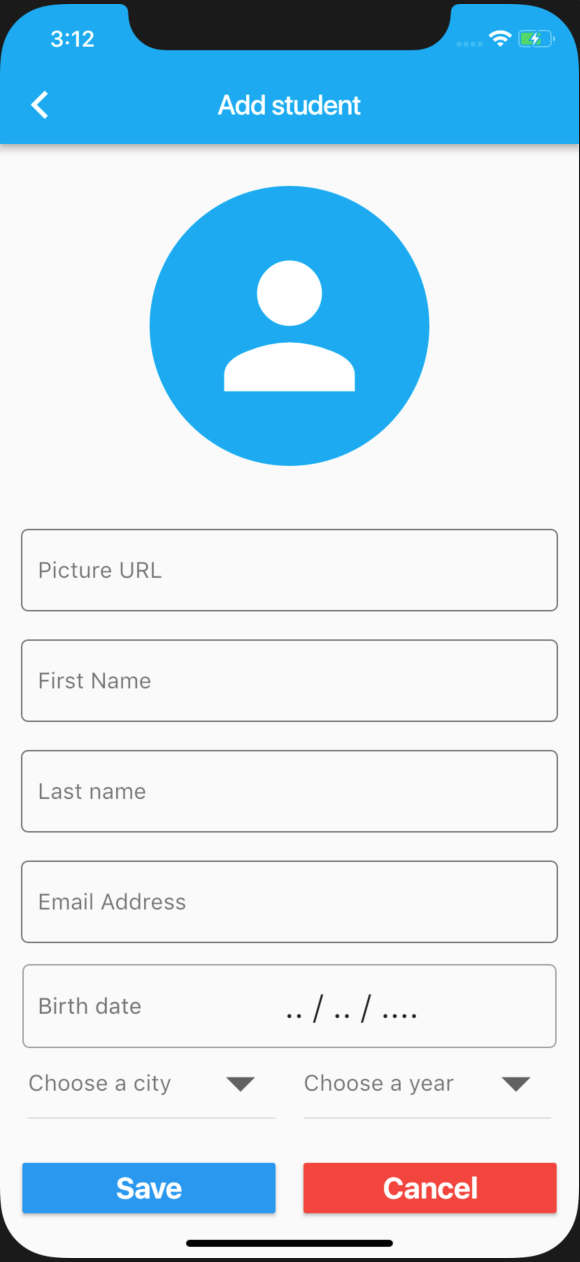 3:12
Add student
Picture URL
First Name
Last name
Email Address
Birth date .. / .. / ....
Choose a city Choose a year
Save Cancel